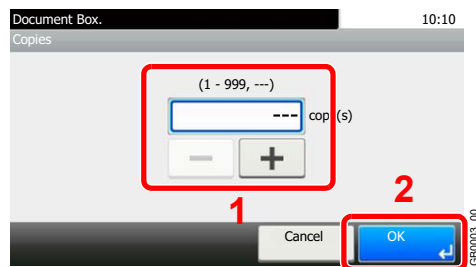 Document Box. 10:10
Copies
(1 - 999, ---)
--- cop (s)
− +
1
2
Cancel OK
GB0003_00